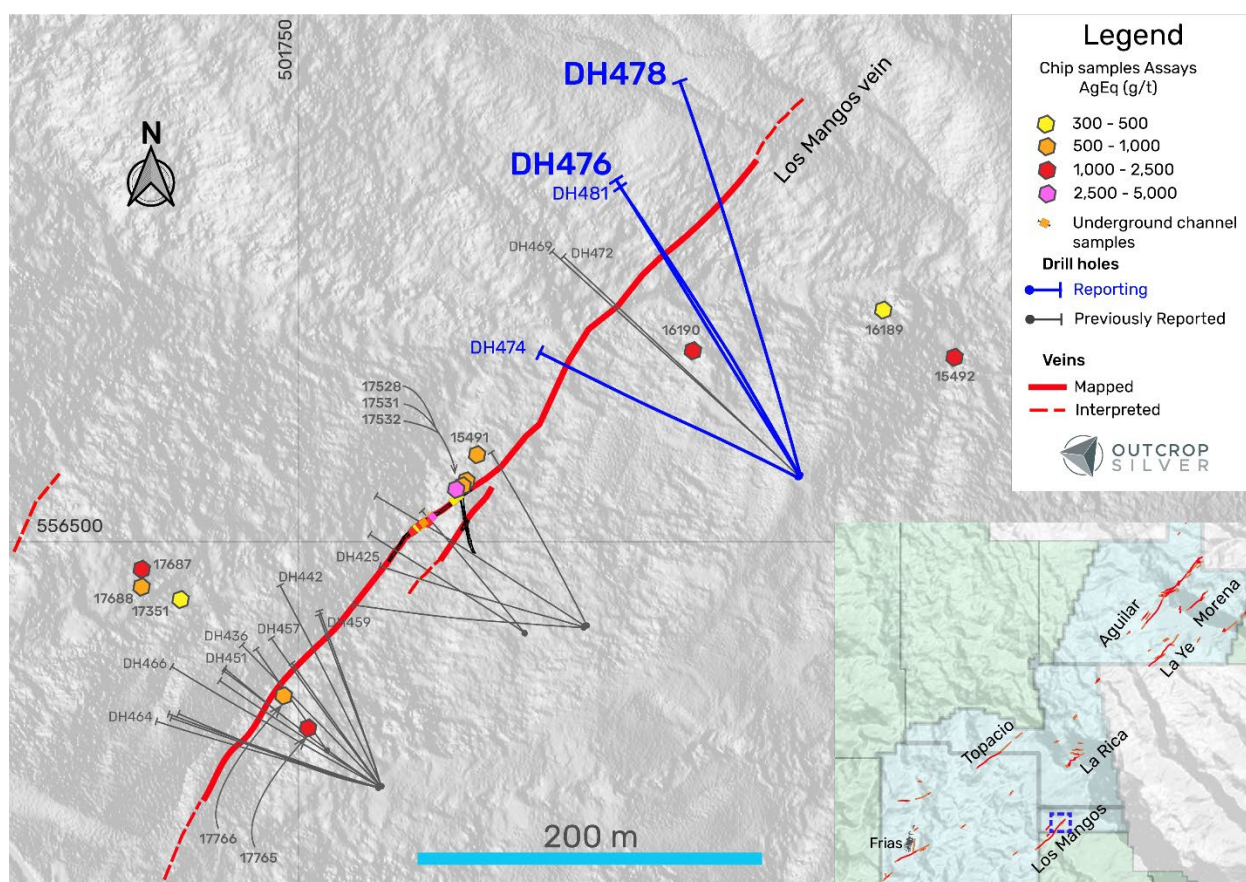 501750
N
DH478
DH476
DH481
Los Mangos vein
DH469
DH472
DH474
16190
16189
15492
17528
17531
17532
15491
556500
17687
17688
17351
DH425
DH442
DH459
DH457
DH436
DH451
DH466
DH464
17766
17765
200 m
Legend
Chip samples Assays
AgEq (g/t)
300 - 500
500 - 1,000
1,000 - 2,500
2,500 - 5,000
Underground channel
samples
Drill holes
Reporting
Previously Reported
Veins
Mapped
Interpreted
OUTCROP
SILVER
Aguilar
Morena
La Ye
Topacio
La Rica
Frias
Los Mangos